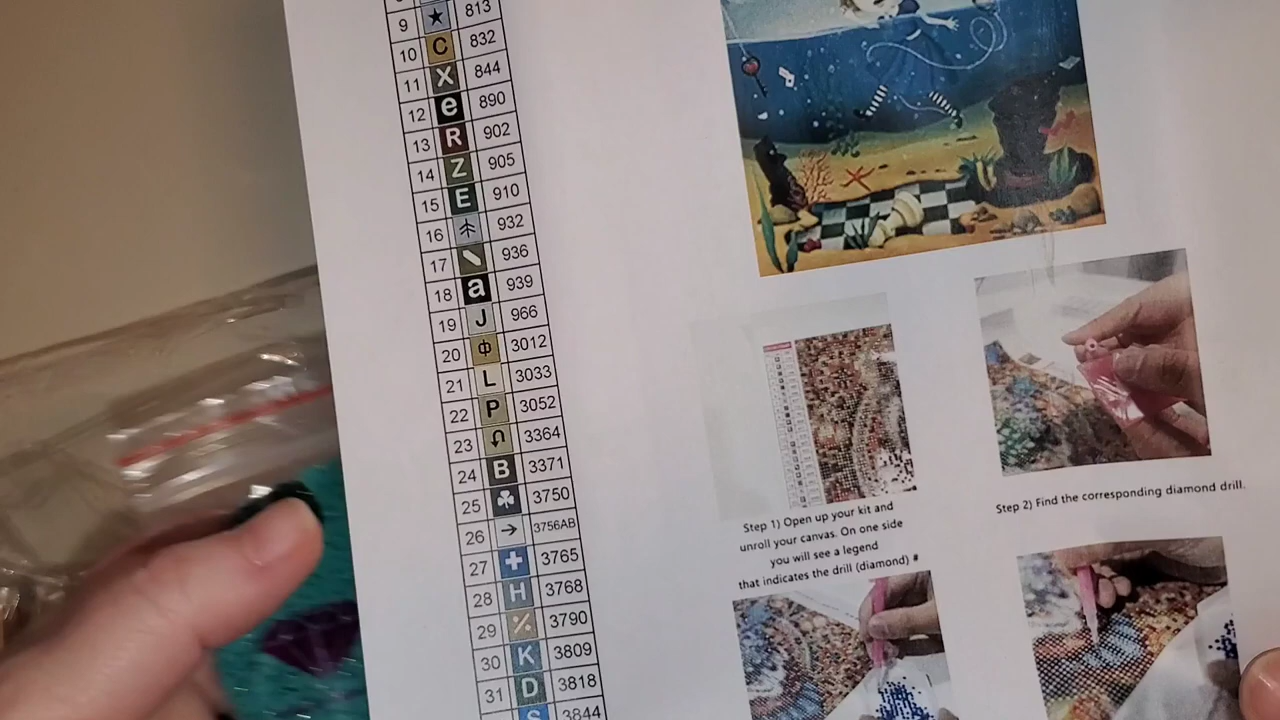 9 ★ 813
10 C 832
11 X 844
12 e 890
13 R 902
14 Z 905
15 E 910
16 932
17 936
18 a 939
19 J 966
20 Φ 3012
21 L 3033
22 P 3052
23 3364
24 B 3371
25 ☘ 3750
26 → 3756AB
27 + 3765
28 H 3768
29 ⁒ 3790
30 K 3809
31 D 3818
S 3844
Step 1) Open up your kit and
unroll your canvas. On one side
you will see a legend
that indicates the drill (diamond) #
Step 2) Find the corresponding diamond drill.